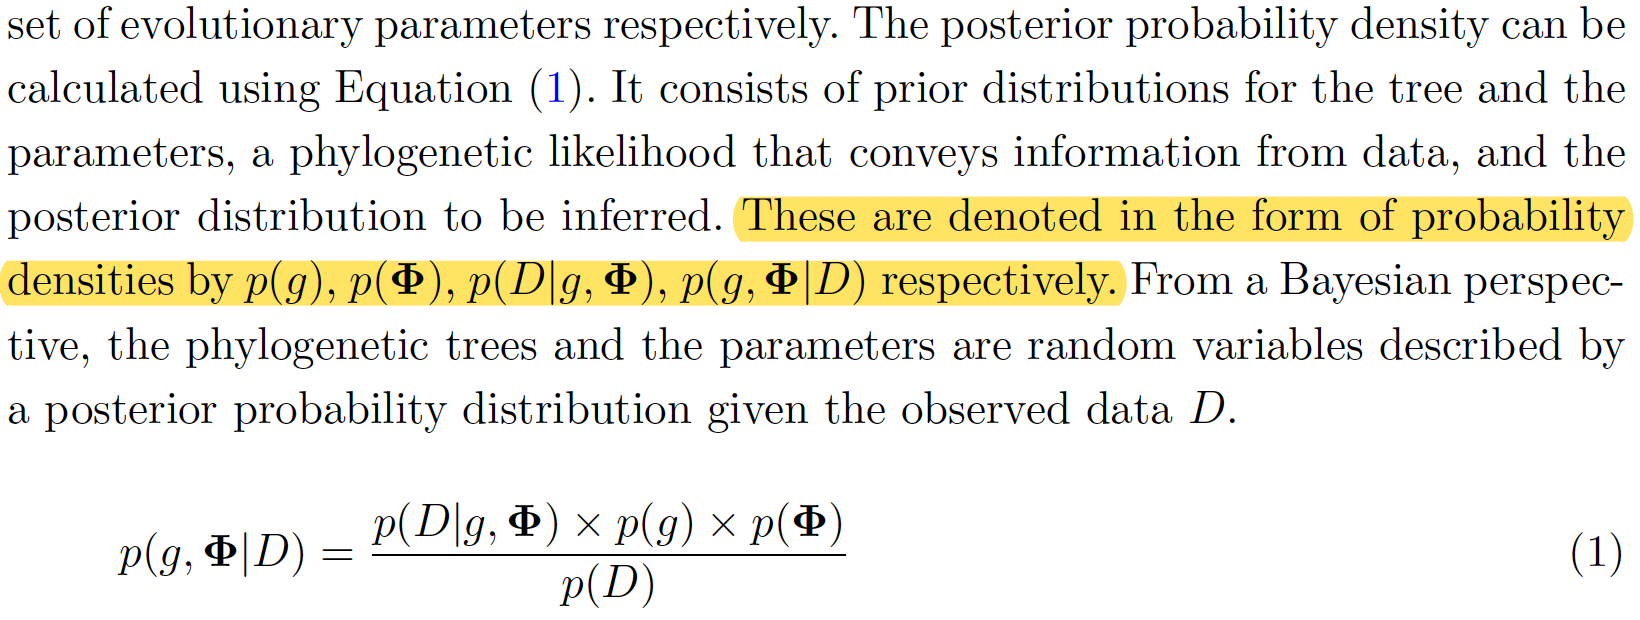 set of evolutionary parameters respectively. The posterior probability density can be
calculated using Equation (1). It consists of prior distributions for the tree and the
parameters, a phylogenetic likelihood that conveys information from data, and the
posterior distribution to be inferred. These are denoted in the form of probability
densities by p(g), p(Φ), p(D|g, Φ), p(g, Φ|D) respectively. From a Bayesian perspec-
tive, the phylogenetic trees and the parameters are random variables described by
a posterior probability distribution given the observed data D.
p(g, Φ|D) = p(D|g, Φ) × p(g) × p(Φ) / p(D) (1)